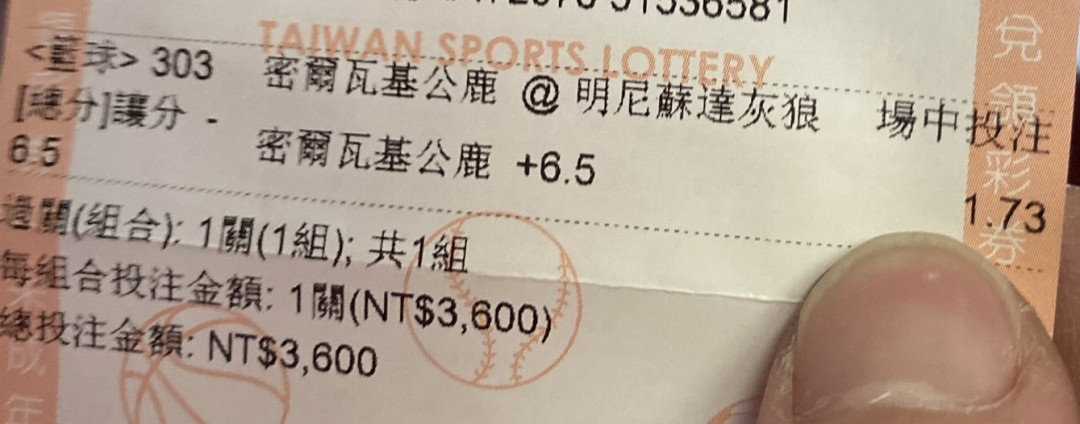 31536581
TAIWAN SPORTS LOTTERY
<籃球> 303 密爾瓦基公鹿 @ 明尼蘇達灰狼 場中投注
[總分]讓分 - 密爾瓦基公鹿 +6.5
6.5
1.73
過關(組合): 1關(1組); 共1組
每組合投注金額: 1關(NT$3,600)
總投注金額: NT$3,600
兌領彩券
成年